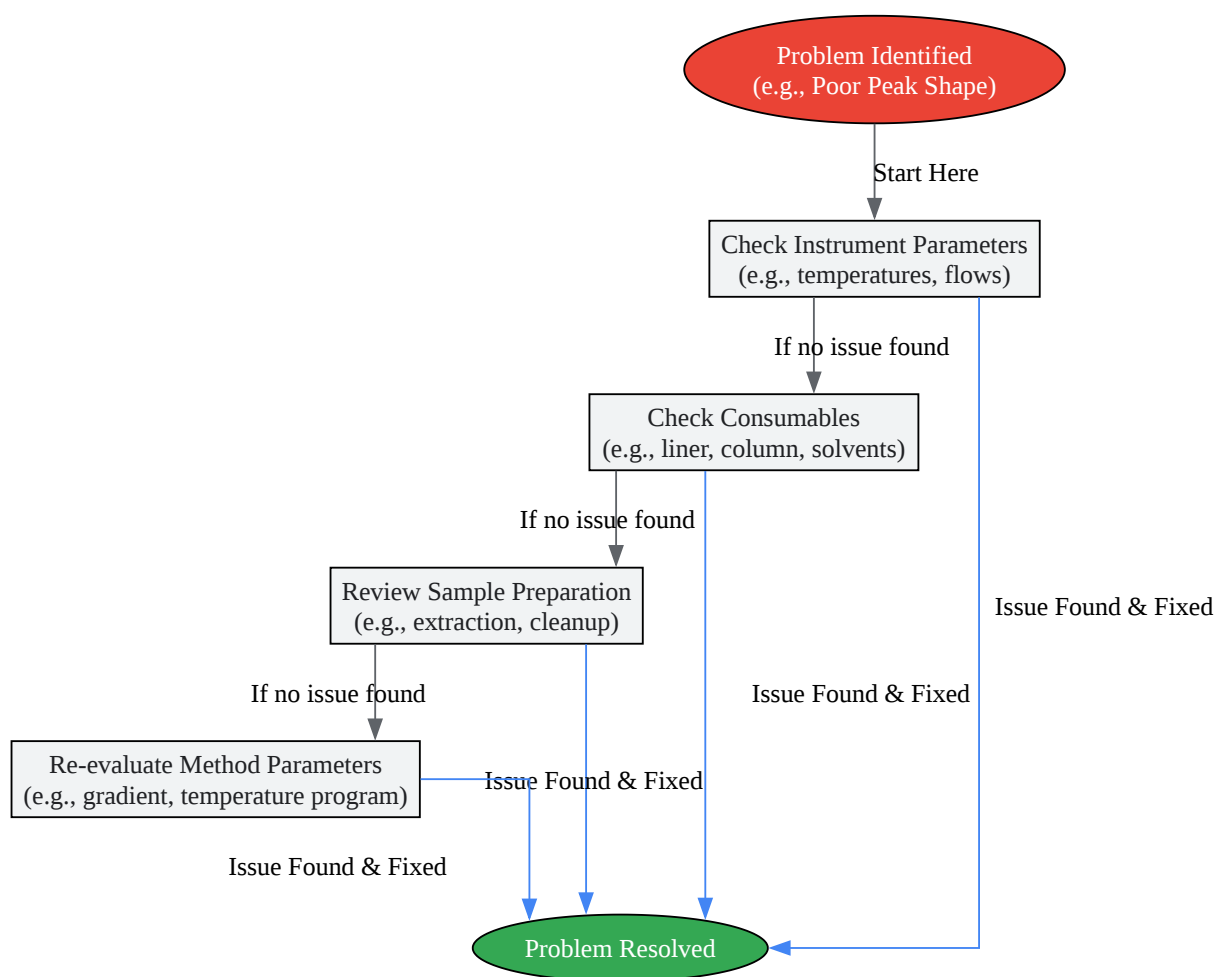 Problem Identified
(e.g., Poor Peak Shape)
Start Here
Check Instrument Parameters
(e.g., temperatures, flows)
If no issue found
Check Consumables
(e.g., liner, column, solvents)
If no issue found
Review Sample Preparation
(e.g., extraction, cleanup)
Issue Found & Fixed
If no issue found
Issue Found & Fixed
Re-evaluate Method Parameters
(e.g., gradient, temperature program)
Issue Found & Fixed
Issue Found & Fixed
Problem Resolved